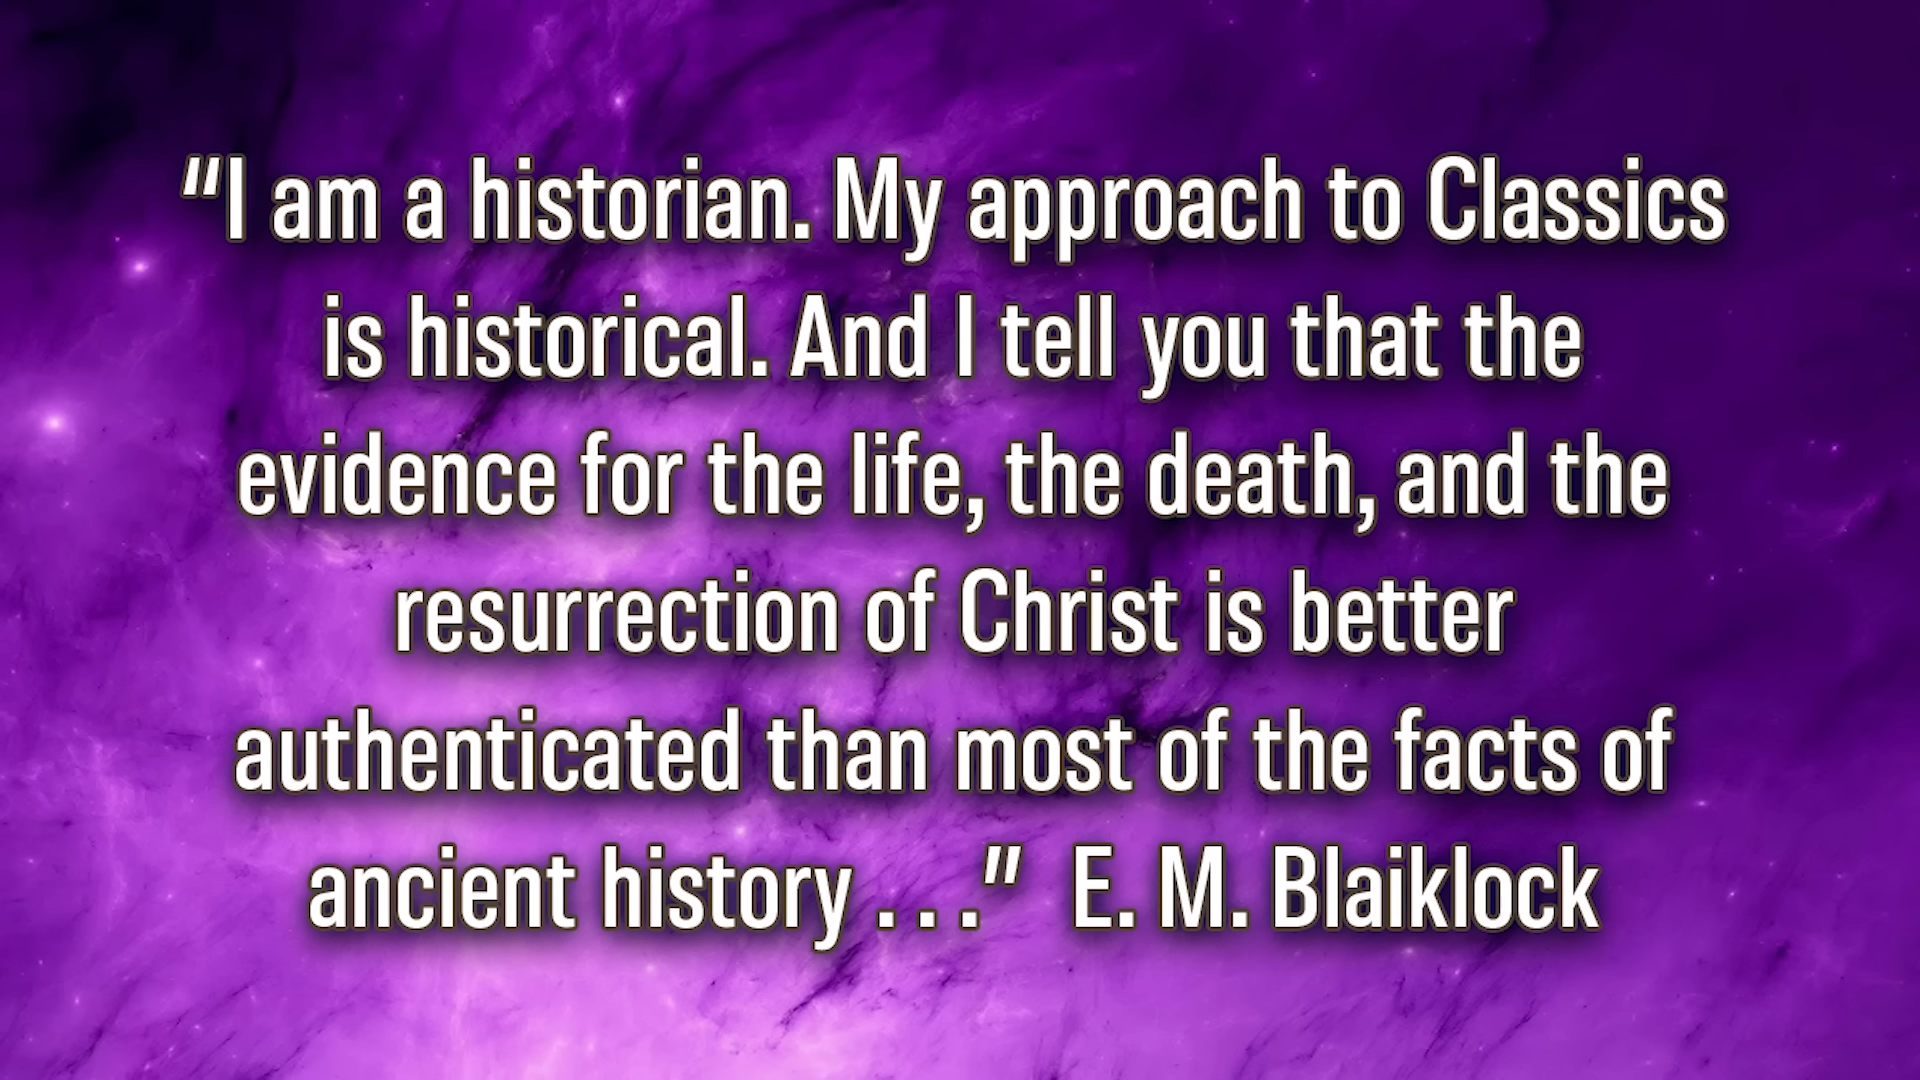 “I am a historian. My approach to Classics
is historical. And I tell you that the
evidence for the life, the death, and the
resurrection of Christ is better
authenticated than most of the facts of
ancient history . . .”  E. M. Blaiklock